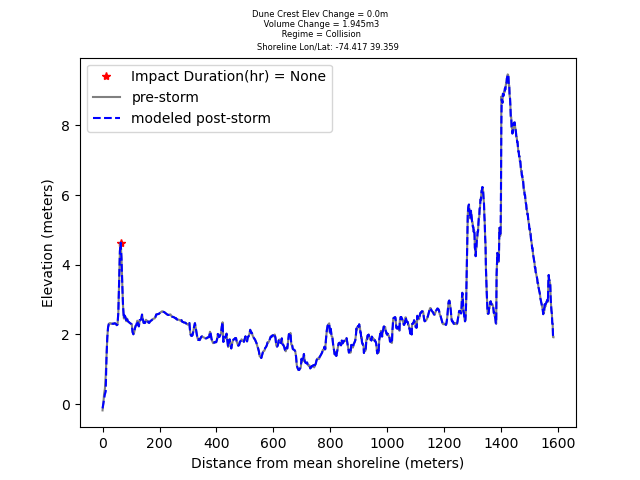 Dune Crest Elev Change = 0.0m
Volume Change = 1.945m3
Regime = Collision
Shoreline Lon/Lat: -74.417 39.359
Impact Duration(hr) = None
pre-storm
modeled post-storm
Elevation (meters)
8
6
4
2
0
0 200 400 600 800 1000 1200 1400 1600
Distance from mean shoreline (meters)